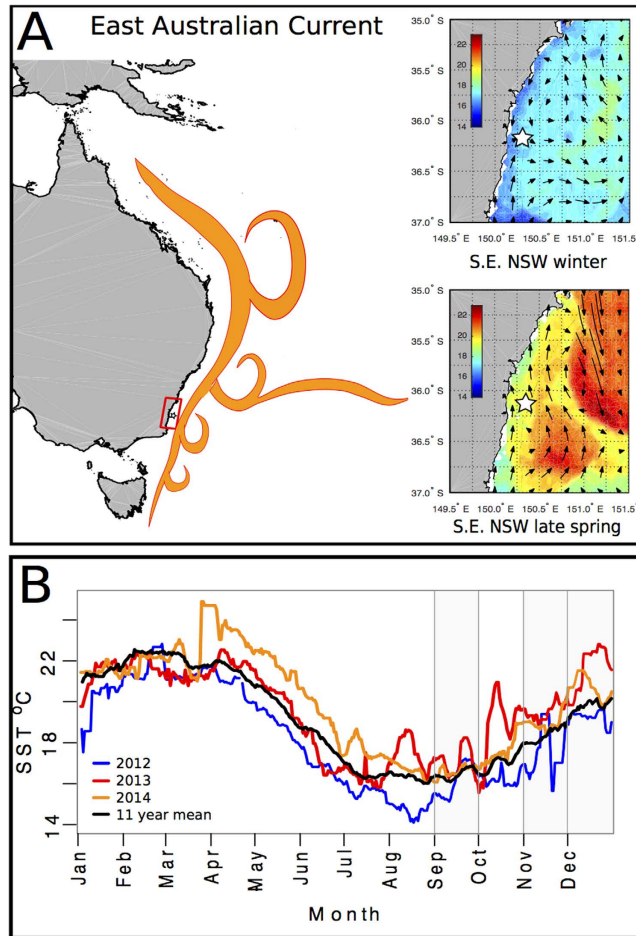 A
East Australian Current
35.0° S
35.5° S
36.0° S
36.5° S
37.0° S
22
20
18
16
14
149.5° E 150.0° E 150.5° E 151.0° E 151.5° E
S.E. NSW winter
35.0° S
35.5° S
36.0° S
36.5° S
37.0° S
22
20
18
16
14
149.5° E 150.0° E 150.5° E 151.0° E 151.5° E
S.E. NSW late spring
B
SST °C
22
18
14
2012
2013
2014
11 year mean
Jan Feb Mar Apr May Jun Jul Aug Sep Oct Nov Dec
Month